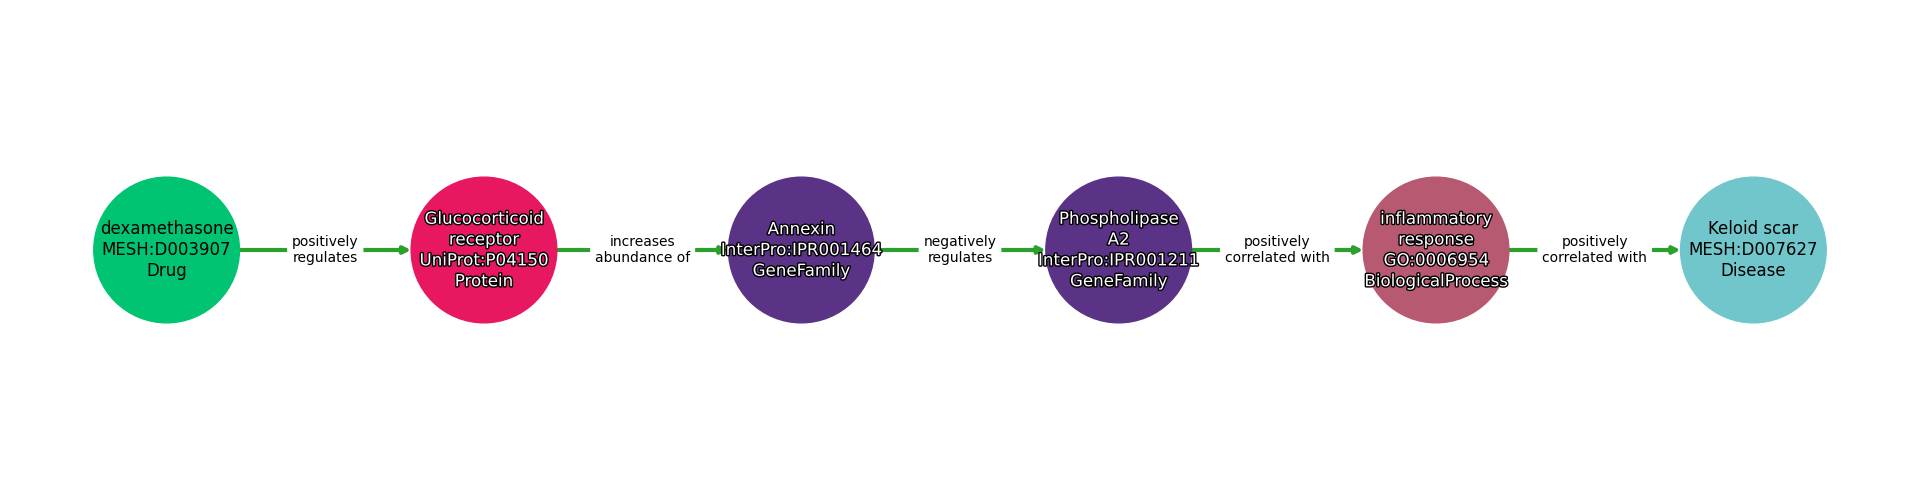 dexamethasone
MESH:D003907
Drug
positively
regulates
Glucocorticoid
receptor
UniProt:P04150
Protein
increases
abundance of
Annexin
InterPro:IPR001464
GeneFamily
negatively
regulates
Phospholipase
A2
InterPro:IPR001211
GeneFamily
positively
correlated with
inflammatory
response
GO:0006954
BiologicalProcess
positively
correlated with
Keloid scar
MESH:D007627
Disease